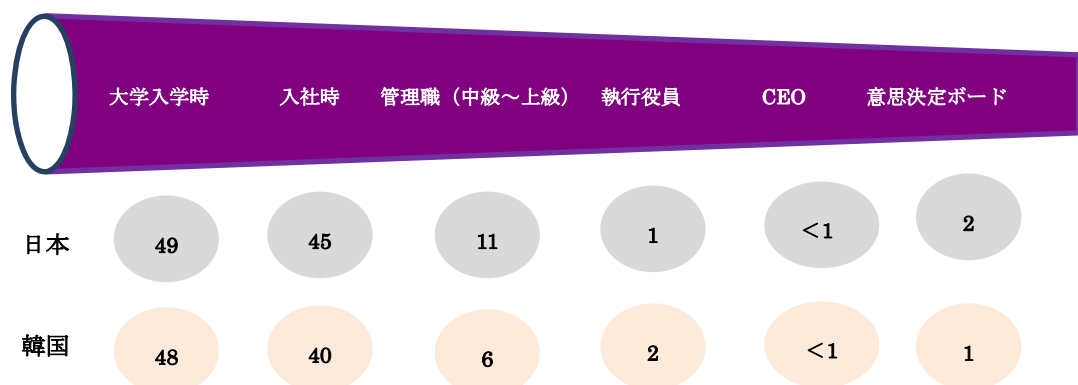 大学入学時 入社時 管理職（中級～上級） 執行役員 CEO 意思決定ボード
日本 49 45 11 1 ＜1 2
韓国 48 40 6 2 ＜1 1